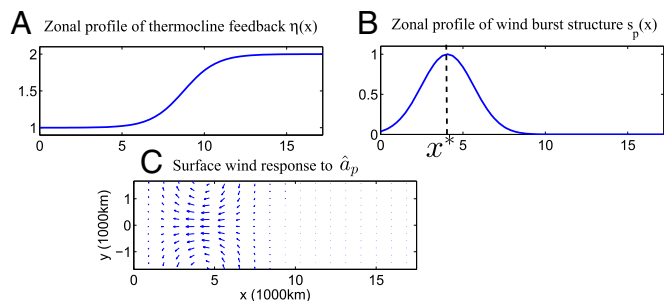 A Zonal profile of thermocline feedback η(x)
2
1.5
1
0 5 10 15
B Zonal profile of wind burst structure s_p(x)
1
0.5
0
0 5 10 15
x*
C Surface wind response to â_p
y (1000km)
1
0
−1
0 5 10 15
x (1000km)